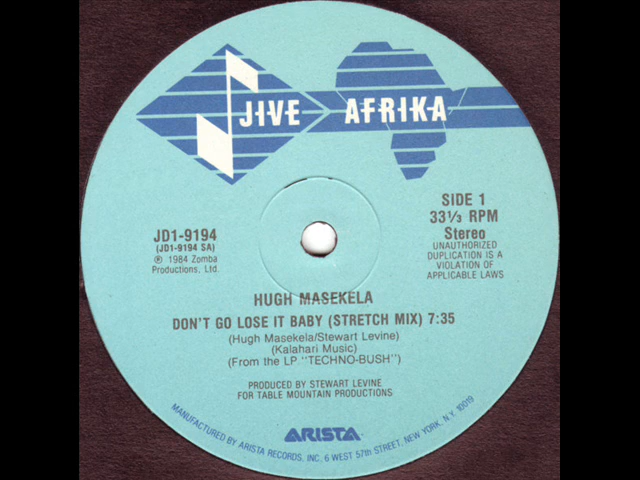 JIVE AFRIKA
SIDE 1
33 1/3 RPM
Stereo
UNAUTHORIZED
DUPLICATION IS A
VIOLATION OF
APPLICABLE LAWS
JD1-9194
(JD1-9194 SA)
℗ 1984 Zomba
Productions, Ltd.
HUGH MASEKELA
DON'T GO LOSE IT BABY (STRETCH MIX) 7:35
(Hugh Masekela/Stewart Levine)
(Kalahari Music)
(From the LP "TECHNO-BUSH")
PRODUCED BY STEWART LEVINE
FOR TABLE MOUNTAIN PRODUCTIONS
ARISTA
MANUFACTURED BY ARISTA RECORDS, INC. 6 WEST 57th STREET, NEW YORK, N.Y. 10019